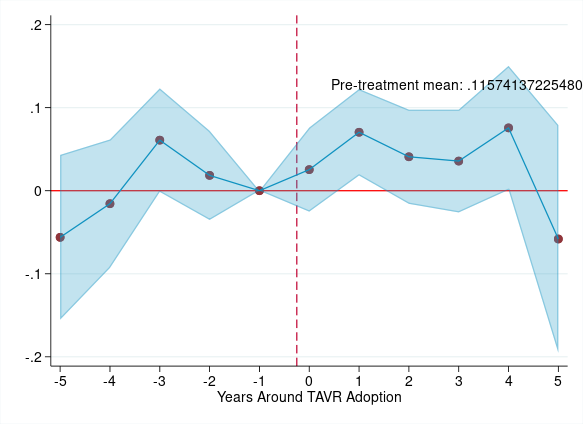 .2
Pre-treatment mean: .11574137225480
.1
0
-.1
-.2
-5 -4 -3 -2 -1 0 1 2 3 4 5
Years Around TAVR Adoption